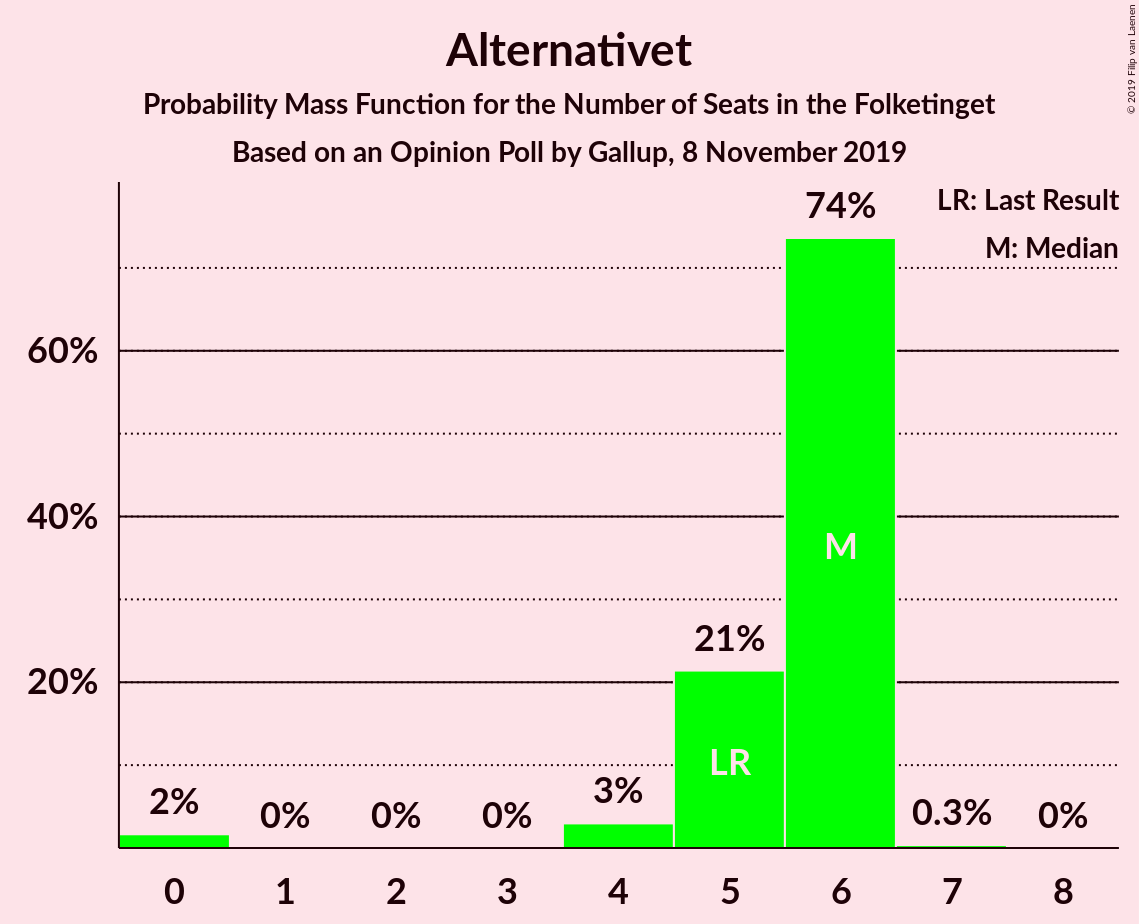 Alternativet
Probability Mass Function for the Number of Seats in the Folketinget
Based on an Opinion Poll by Gallup, 8 November 2019
© 2019 Filip van Laenen
LR: Last Result
M: Median
74%
60%
40%
20%
M
21%
LR
2%
0%
0%
0%
3%
0.3%
0%
0 1 2 3 4 5 6 7 8